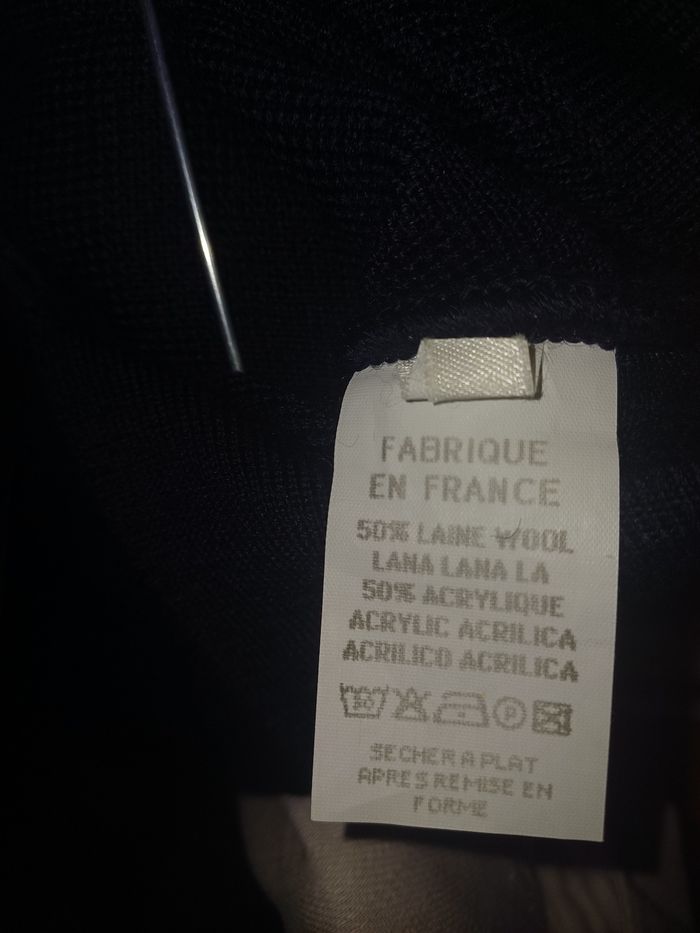 FABRIQUE
EN FRANCE
50% LAINE WOOL
LANA LANA LA
50% ACRYLIQUE
ACRYLIC ACRILICA
ACRILICO ACRILICA
30 P
SECHER A PLAT
APRES REMISE EN
FORME